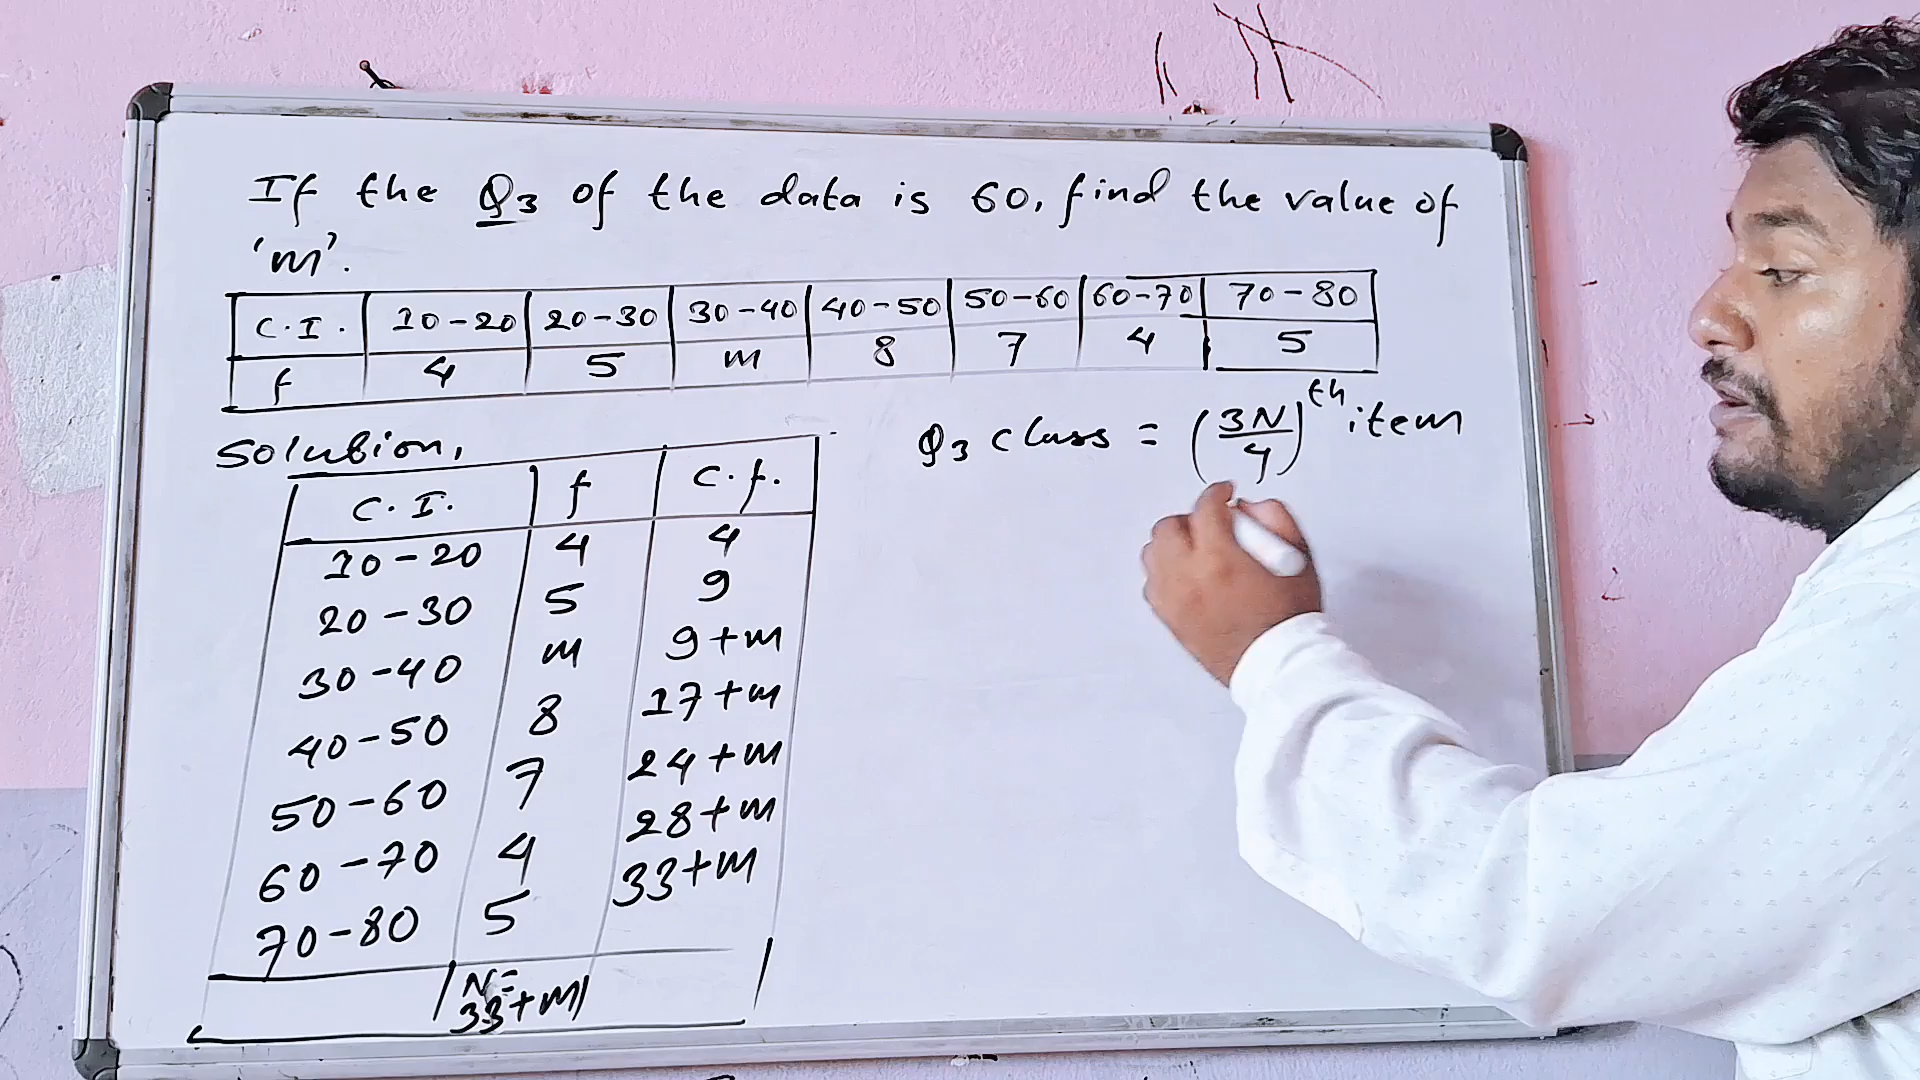 If the Q3 of the data is 60, find the value of
'm'.
C.I. 10-20 20-30 30-40 40-50 50-60 60-70 70-80
f 4 5 m 8 7 4 5
Solution,
C.I. f c.f.
10-20 4 4
20-30 5 9
30-40 m 9+m
40-50 8 17+m
50-60 7 24+m
60-70 4 28+m
70-80 5 33+m
N=
33+m
Q3 class = (3N/4)th item